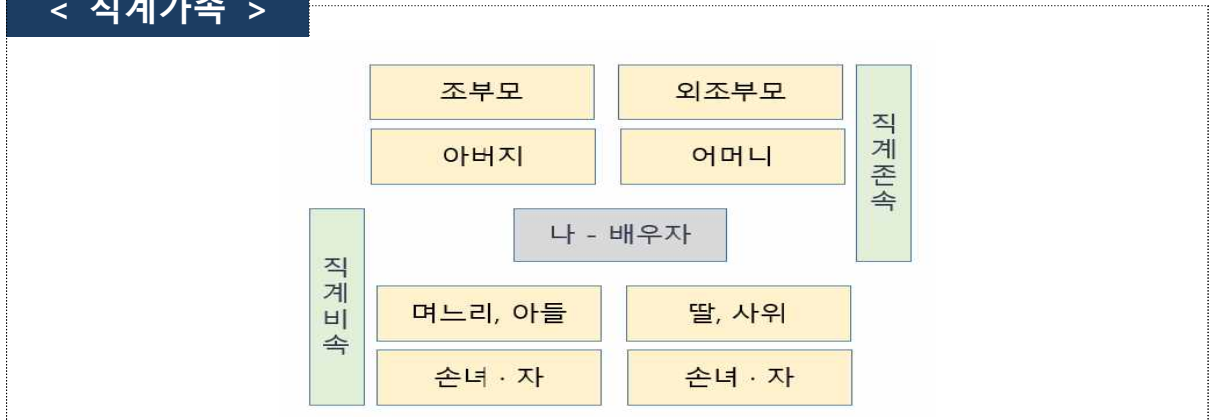 < 직계가족 >
조부모 외조부모
아버지 어머니
직계존속
나 - 배우자
직계비속
며느리, 아들 딸, 사위
손녀 · 자 손녀 · 자